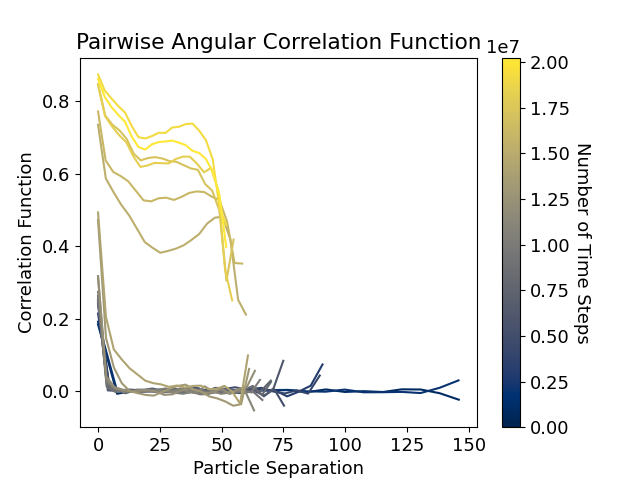 Pairwise Angular Correlation Function
1e7
Correlation Function
0.8
0.6
0.4
0.2
0.0
0 25 50 75 100 125 150
Particle Separation
2.00
1.75
1.50
1.25
1.00
0.75
0.50
0.25
0.00
Number of Time Steps